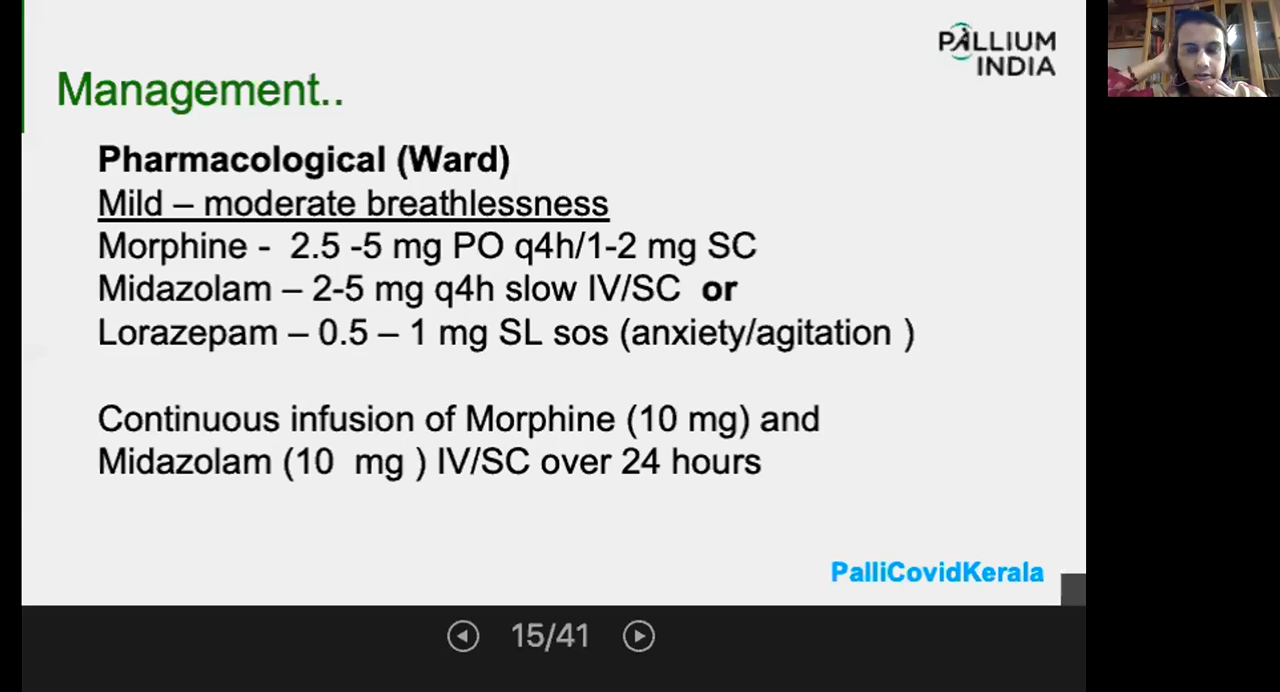 PALLIUM
INDIA
Management..
Pharmacological (Ward)
Mild – moderate breathlessness
Morphine - 2.5 -5 mg PO q4h/1-2 mg SC
Midazolam – 2-5 mg q4h slow IV/SC or
Lorazepam – 0.5 – 1 mg SL sos (anxiety/agitation )
Continuous infusion of Morphine (10 mg) and
Midazolam (10 mg ) IV/SC over 24 hours
PalliCovidKerala
15/41